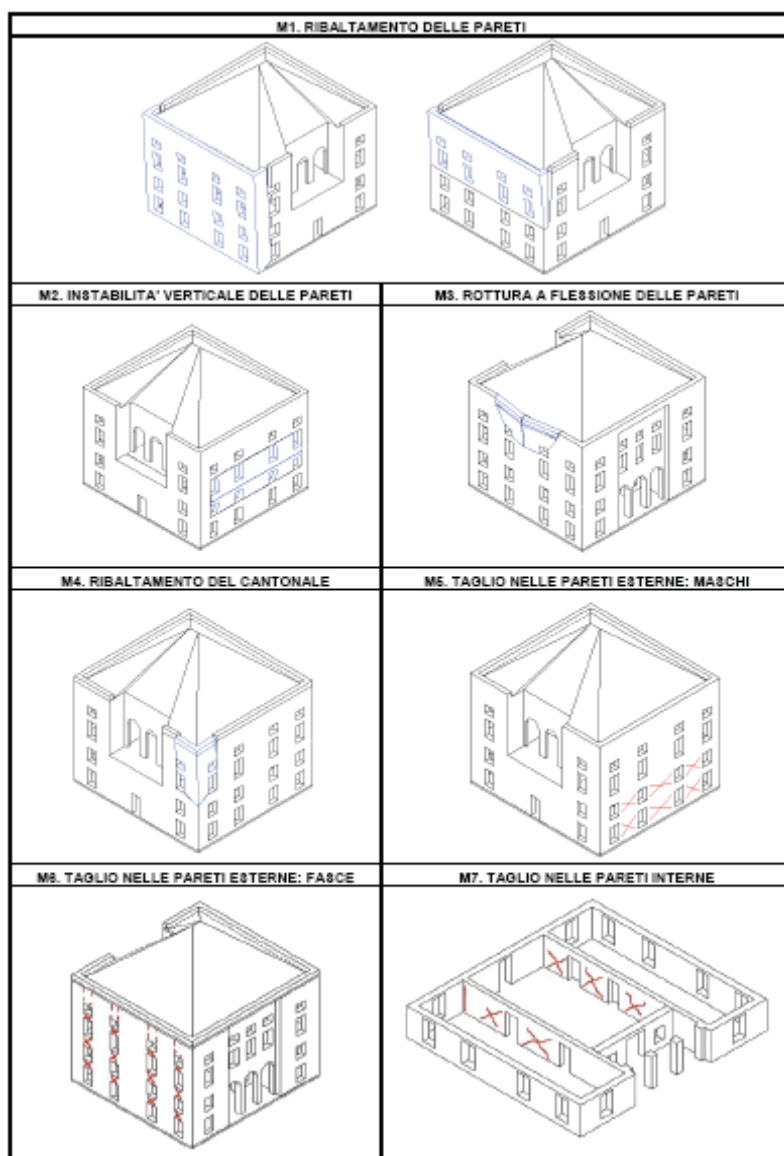 M1. RIBALTAMENTO DELLE PARETI
M2. INSTABILITA' VERTICALE DELLE PARETI
M3. ROTTURA A FLESSIONE DELLE PARETI
M4. RIBALTAMENTO DEL CANTONALE
M5. TAGLIO NELLE PARETI ESTERNE: MASCHI
M6. TAGLIO NELLE PARETI ESTERNE: FASCE
M7. TAGLIO NELLE PARETI INTERNE